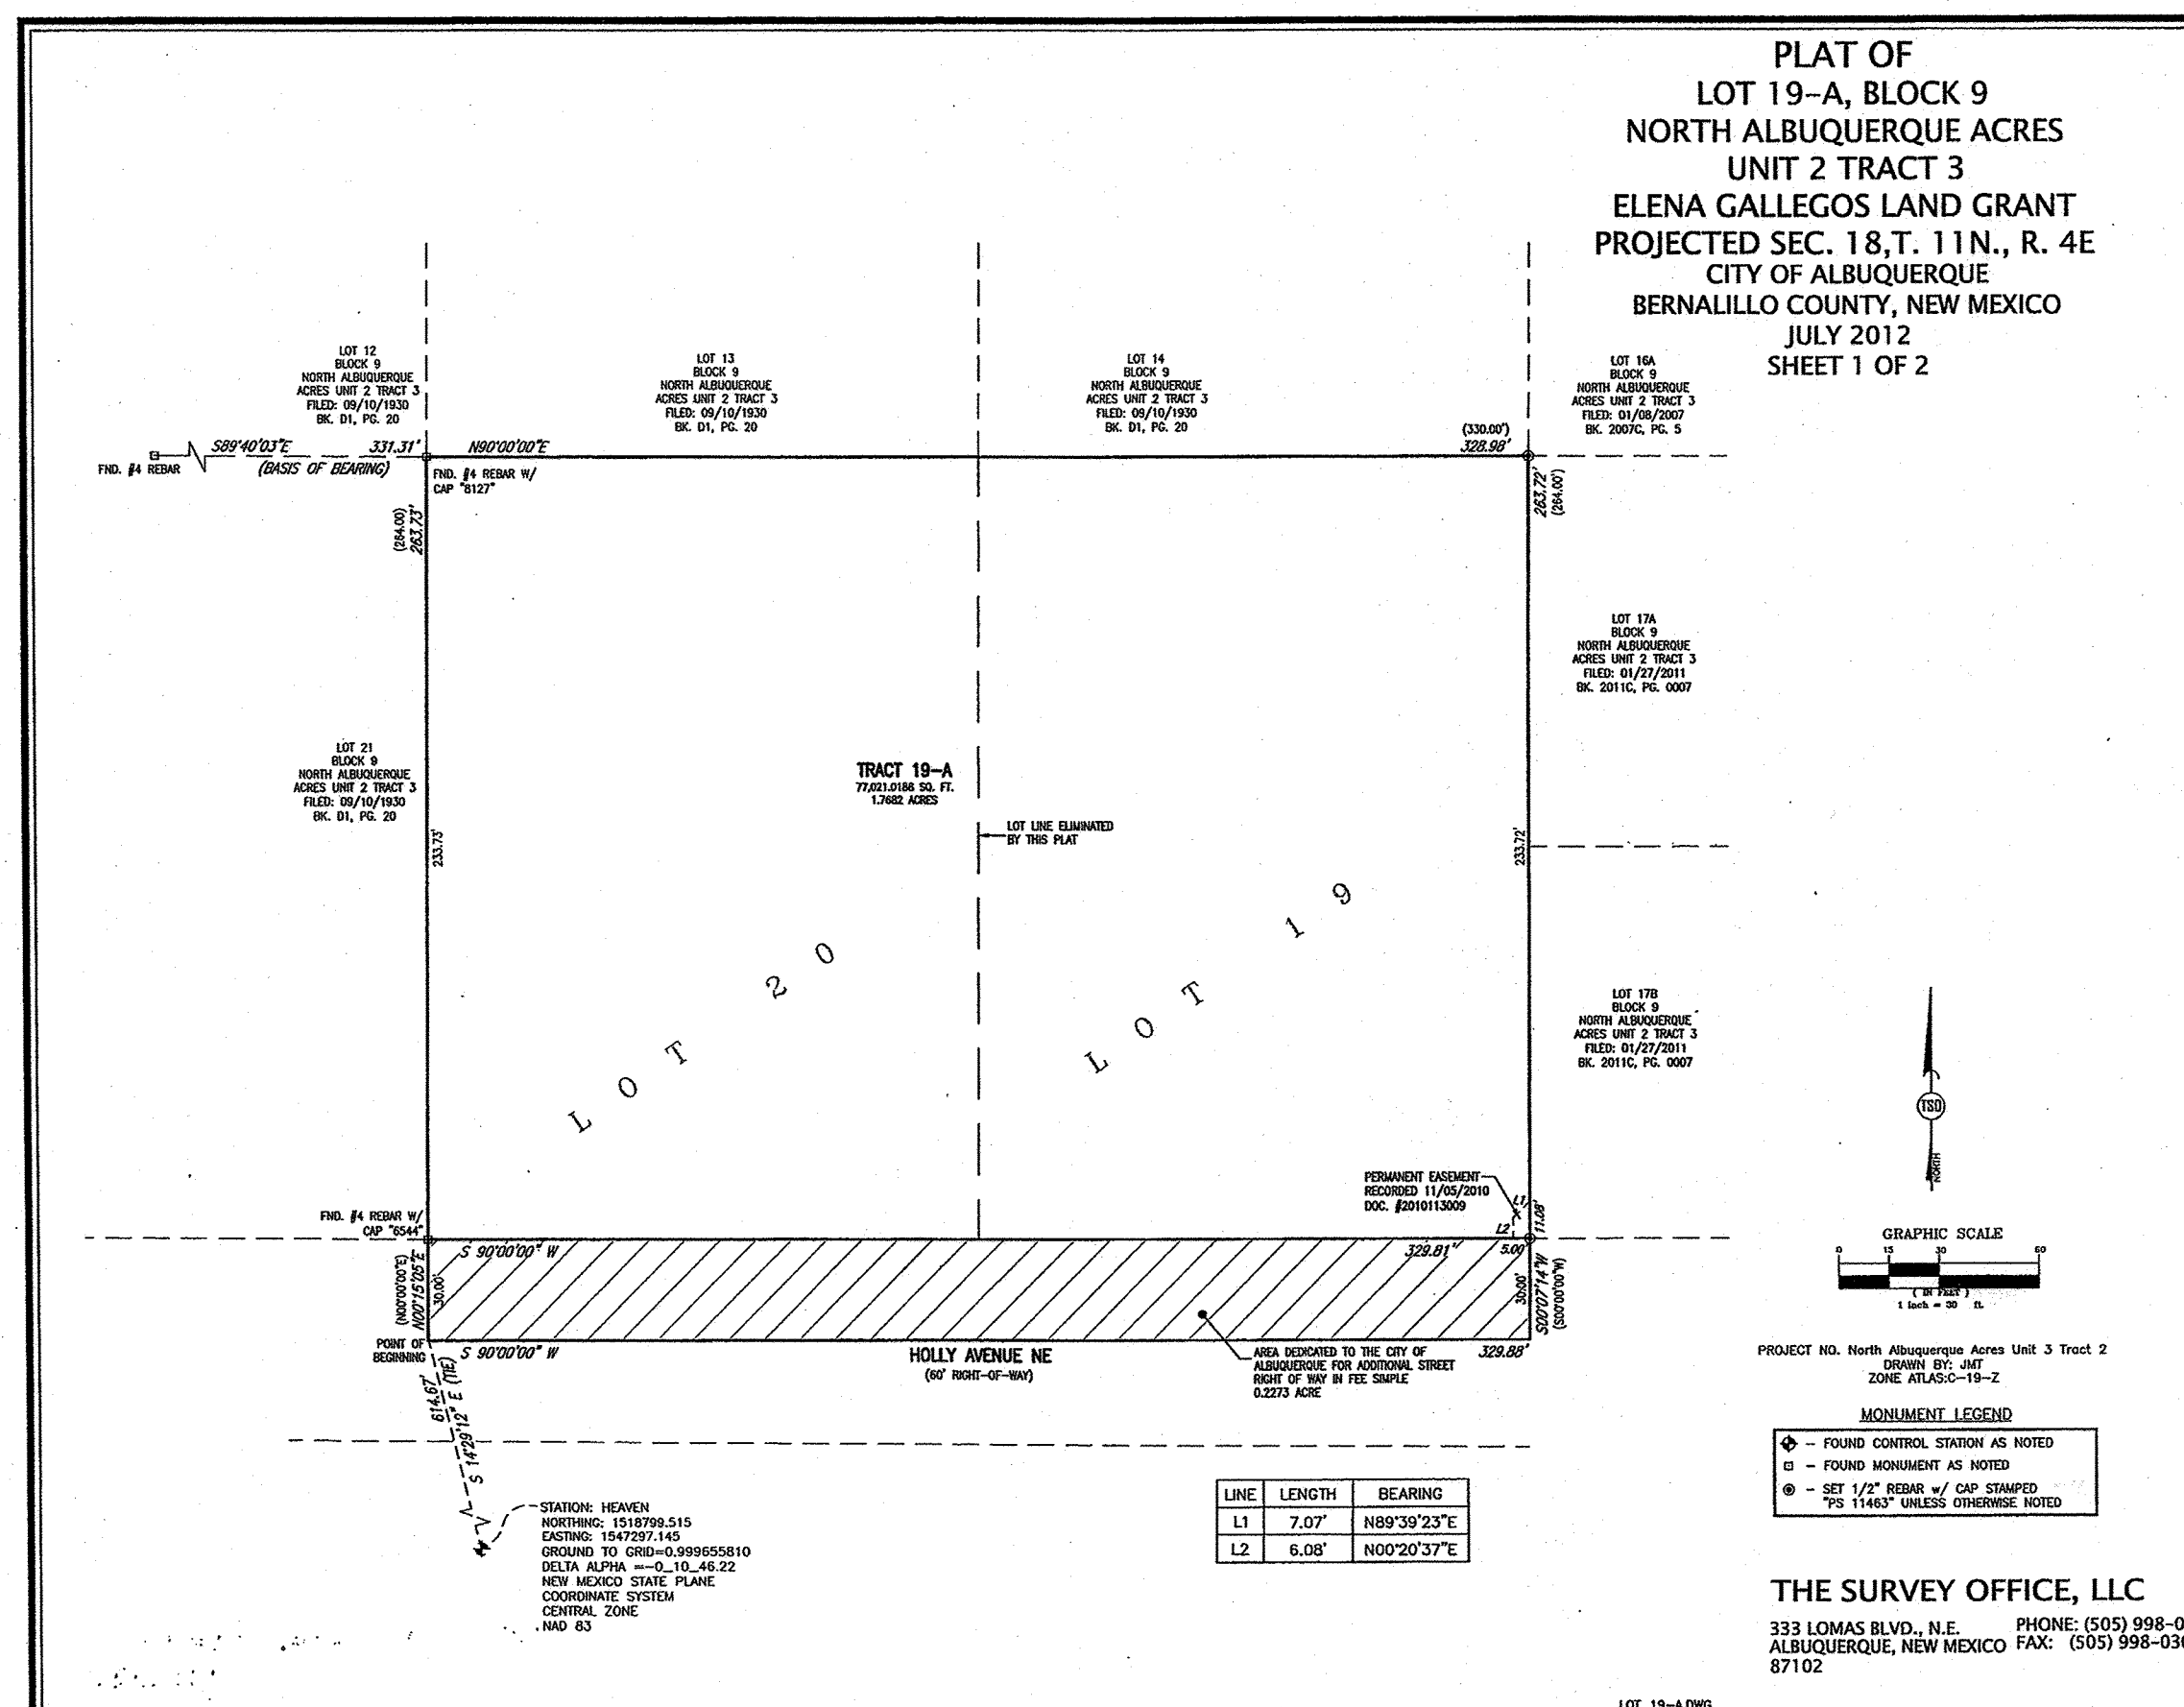 PLAT OF
LOT 19-A, BLOCK 9
NORTH ALBUQUERQUE ACRES
UNIT 2 TRACT 3
ELENA GALLEGOS LAND GRANT
PROJECTED SEC. 18,T. 11N., R. 4E
CITY OF ALBUQUERQUE
BERNALILLO COUNTY, NEW MEXICO
JULY 2012
SHEET 1 OF 2
LOT 12
BLOCK 9
NORTH ALBUQUERQUE
ACRES UNIT 2 TRACT 3
FILED: 09/10/1930
BK. D1, PG. 20
LOT 13
BLOCK 9
NORTH ALBUQUERQUE
ACRES UNIT 2 TRACT 3
FILED: 09/10/1930
BK. D1, PG. 20
LOT 14
BLOCK 9
NORTH ALBUQUERQUE
ACRES UNIT 2 TRACT 3
FILED: 09/10/1930
BK. D1, PG. 20
LOT 16A
BLOCK 9
NORTH ALBUQUERQUE
ACRES UNIT 2 TRACT 3
FILED: 01/08/2007
BK. 2007C, PG. 5
FND. #4 REBAR
S89°40'03"E 331.31'
(BASIS OF BEARING)
N90°00'00"E
(330.00')
328.98'
FND. #4 REBAR W/
CAP "8127"
(264.00)
263.73'
263.72'
(264.00')
LOT 17A
BLOCK 9
NORTH ALBUQUERQUE
ACRES UNIT 2 TRACT 3
FILED: 01/27/2011
BK. 2011C, PG. 0007
LOT 21
BLOCK 9
NORTH ALBUQUERQUE
ACRES UNIT 2 TRACT 3
FILED: 09/10/1930
BK. D1, PG. 20
TRACT 19-A
77,021.0186 SQ. FT.
1.7682 ACRES
LOT LINE ELIMINATED
BY THIS PLAT
233.73'
233.72'
LOT 20
LOT 19
LOT 17B
BLOCK 9
NORTH ALBUQUERQUE
ACRES UNIT 2 TRACT 3
FILED: 01/27/2011
BK. 2011C, PG. 0007
TSO
NORTH
PERMANENT EASEMENT
RECORDED 11/05/2010
DOC. #2010113009
L1
L2
11.08'
FND. #4 REBAR W/
CAP "6544"
S 90°00'00" W
329.81'
5.00'
(N00°00'00"E)
N00°15'05"E
30.00'
30.00'
S00°07'14"W
(S00°00'00"W)
POINT OF
BEGINNING
S 90°00'00" W
HOLLY AVENUE NE
(60' RIGHT-OF-WAY)
AREA DEDICATED TO THE CITY OF
ALBUQUERQUE FOR ADDITIONAL STREET
RIGHT OF WAY IN FEE SIMPLE
0.2273 ACRE
329.88'
614.67'
S 14°29'12" E (TIE)
STATION: HEAVEN
NORTHING: 1518799.515
EASTING: 1547297.145
GROUND TO GRID=0.999655810
DELTA ALPHA =-0_10_46.22
NEW MEXICO STATE PLANE
COORDINATE SYSTEM
CENTRAL ZONE
NAD 83
LINE LENGTH BEARING
L1 7.07' N89°39'23"E
L2 6.08' N00°20'37"E
GRAPHIC SCALE
0 15 30 60
( IN FEET )
1 inch = 30 ft.
PROJECT NO. North Albuquerque Acres Unit 3 Tract 2
DRAWN BY: JMT
ZONE ATLAS:C-19-Z
MONUMENT LEGEND
- FOUND CONTROL STATION AS NOTED
- FOUND MONUMENT AS NOTED
- SET 1/2" REBAR w/ CAP STAMPED
"PS 11463" UNLESS OTHERWISE NOTED
THE SURVEY OFFICE, LLC
333 LOMAS BLVD., N.E. PHONE: (505) 998-0
ALBUQUERQUE, NEW MEXICO FAX: (505) 998-030
87102
LOT 19-A.DWG